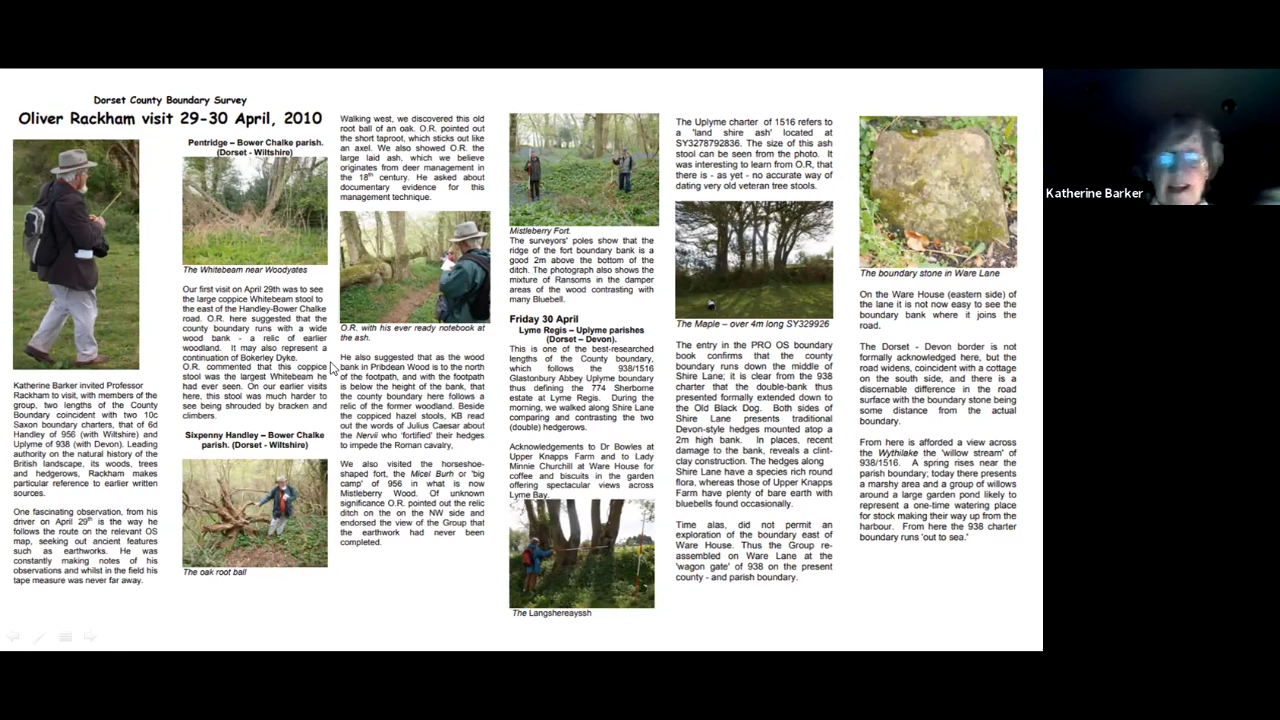 Dorset County Boundary Survey
Oliver Rackham visit 29-30 April, 2010
Katherine Barker invited Professor
Rackham to visit, with members of the
group, two lengths of the County
Boundary coincident with two 10c
Saxon boundary charters, that of 6d
Handley of 956 (with Wiltshire) and
Uplyme of 938 (with Devon). Leading
authority on the natural history of the
British landscape, its woods, trees
and hedgerows, Rackham makes
particular reference to earlier written
sources.
One fascinating observation, from his
driver on April 29th is the way he
follows the route on the relevant OS
map, seeking out ancient features
such as earthworks. He was
constantly making notes of his
observations and whilst in the field his
tape measure was never far away.
Pentridge – Bower Chalke parish.
(Dorset - Wiltshire)
The Whitebeam near Woodyates
Our first visit on April 29th was to see
the large coppice Whitebeam stool to
the east of the Handley-Bower Chalke
road. O.R. here suggested that the
county boundary runs with a wide
wood bank - a relic of earlier
woodland. It may also represent a
continuation of Bokerley Dyke.
O.R. commented that this coppice
stool was the largest Whitebeam he
had ever seen. On our earlier visits
here, this stool was much harder to
see being shrouded by bracken and
climbers.
Sixpenny Handley – Bower Chalke
parish. (Dorset - Wiltshire)
The oak root ball
Walking west, we discovered this old
root ball of an oak. O.R. pointed out
the short taproot, which sticks out like
an axel. We also showed O.R. the
large laid ash, which we believe
originates from deer management in
the 18th century. He asked about
documentary evidence for this
management technique.
O.R. with his ever ready notebook at
the ash.
He also suggested that as the wood
bank in Pribdean Wood is to the north
of the footpath, and with the footpath
is below the height of the bank, that
the county boundary here follows a
relic of the former woodland. Beside
the coppiced hazel stools, KB read
out the words of Julius Caesar about
the Nervii who 'fortified' their hedges
to impede the Roman cavalry,
We also visited the horseshoe-
shaped fort, the Micel Burh or 'big
camp' of 956 in what is now
Mistleberry Wood. Of unknown
significance O.R. pointed out the relic
ditch on the on the NW side and
endorsed the view of the Group that
the earthwork had never been
completed.
Mistleberry Fort.
The surveyors' poles show that the
ridge of the fort boundary bank is a
good 2m above the bottom of the
ditch. The photograph also shows the
mixture of Ransoms in the damper
areas of the wood contrasting with
many Bluebell.
Friday 30 April
Lyme Regis – Uplyme parishes
(Dorset – Devon).
This is one of the best-researched
lengths of the County boundary,
which follows the 938/1516
Glastonbury Abbey Uplyme boundary
thus defining the 774 Sherborne
estate at Lyme Regis. During the
morning, we walked along Shire Lane
comparing and contrasting the two
(double) hedgerows.
Acknowledgements to Dr Bowles at
Upper Knapps Farm and to Lady
Minnie Churchill at Ware House for
coffee and biscuits in the garden
offering spectacular views across
Lyme Bay.
The Langshereayssh
The Uplyme charter of 1516 refers to
a 'land shire ash' located at
SY3278792836. The size of this ash
stool can be seen from the photo. It
was interesting to learn from O.R, that
there is - as yet - no accurate way of
dating very old veteran tree stools.
The Maple – over 4m long SY329926
The entry in the PRO OS boundary
book confirms that the county
boundary runs down the middle of
Shire Lane; it is clear from the 938
charter that the double-bank thus
presented formally extended down to
the Old Black Dog. Both sides of
Shire Lane presents traditional
Devon-style hedges mounted atop a
2m high bank. In places, recent
damage to the bank, reveals a clint-
clay construction. The hedges along
Shire Lane have a species rich round
flora, whereas those of Upper Knapps
Farm have plenty of bare earth with
bluebells found occasionally.
Time alas, did not permit an
exploration of the boundary east of
Ware House. Thus the Group re-
assembled on Ware Lane at the
'wagon gate' of 938 on the present
county - and parish boundary.
The boundary stone in Ware Lane
On the Ware House (eastern side) of
the lane it is not now easy to see the
boundary bank where it joins the
road.
The Dorset - Devon border is not
formally acknowledged here, but the
road widens, coincident with a cottage
on the south side, and there is a
discernable difference in the road
surface with the boundary stone being
some distance from the actual
boundary.
From here is afforded a view across
the Wythilake the 'willow stream' of
938/1516. A spring rises near the
parish boundary; today there presents
a marshy area and a group of willows
around a large garden pond likely to
represent a one-time watering place
for stock making their way up from the
harbour. From here the 938 charter
boundary runs 'out to sea.'
Katherine Barker